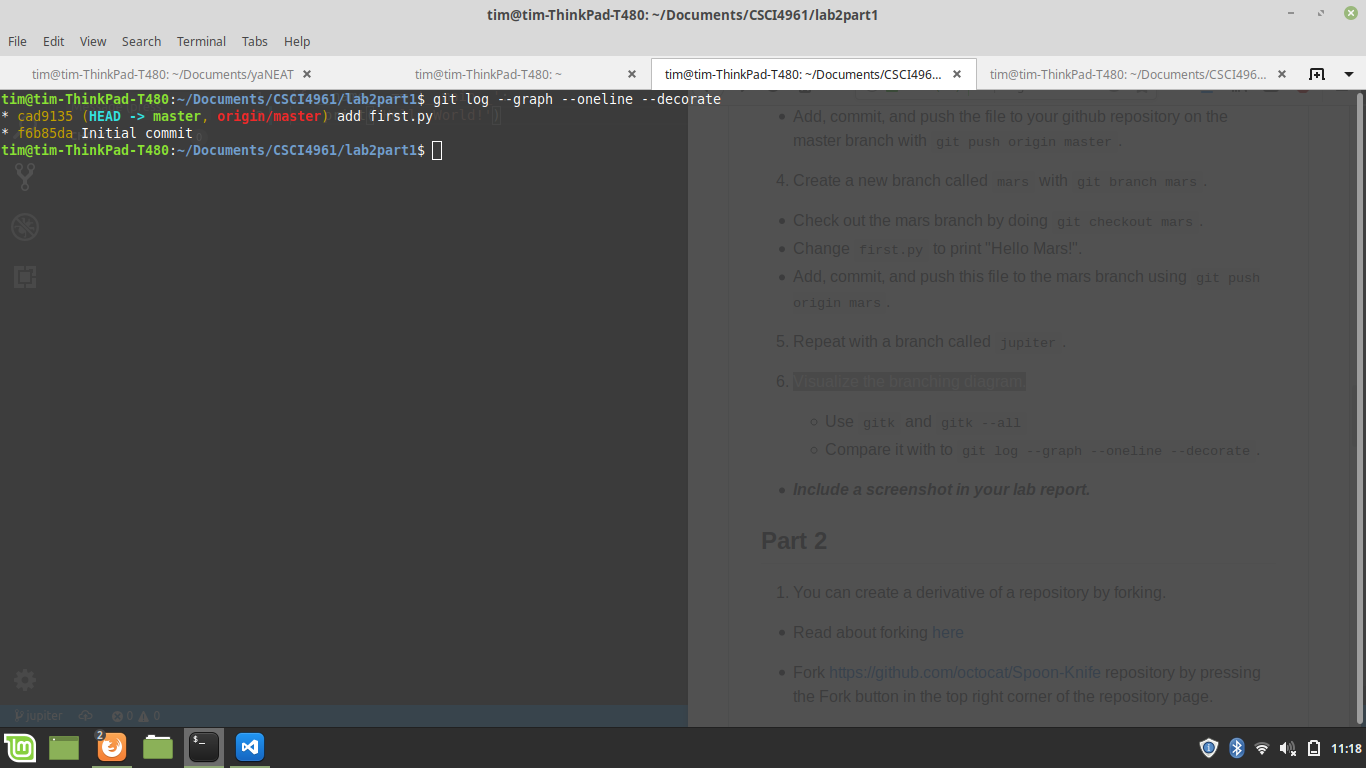 tim@tim-ThinkPad-T480: ~/Documents/CSCI4961/lab2part1
File Edit View Search Terminal Tabs Help
tim@tim-ThinkPad-T480: ~/Documents/yaNEAT
tim@tim-ThinkPad-T480: ~
tim@tim-ThinkPad-T480: ~/Documents/CSCI496...
tim@tim-ThinkPad-T480: ~/Documents/CSCI496...
tim@tim-ThinkPad-T480:~/Documents/CSCI4961/lab2part1$ git log --graph --oneline --decorate
* cad9135 (HEAD -> master, origin/master) add first.py
* f6b85da Initial commit
tim@tim-ThinkPad-T480:~/Documents/CSCI4961/lab2part1$
Add, commit, and push the file to your github repository on the
master branch with git push origin master .
4. Create a new branch called mars with git branch mars .
Check out the mars branch by doing git checkout mars .
Change first.py to print "Hello Mars!".
Add, commit, and push this file to the mars branch using git push
origin mars .
5. Repeat with a branch called jupiter .
6. Visualize the branching diagram
Use gitk and gitk --all
Compare it with to git log --graph --oneline --decorate .
Include a screenshot in your lab report.
Part 2
1. You can create a derivative of a repository by forking.
Read about forking here
Fork https://github.com/octocat/Spoon-Knife repository by pressing
the Fork button in the top right corner of the repository page.
jupiter 0 0
2
11:18